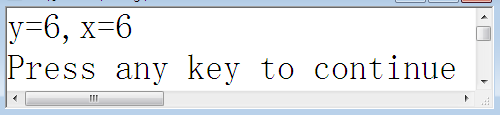 y=6,x=6
Press any key to continue